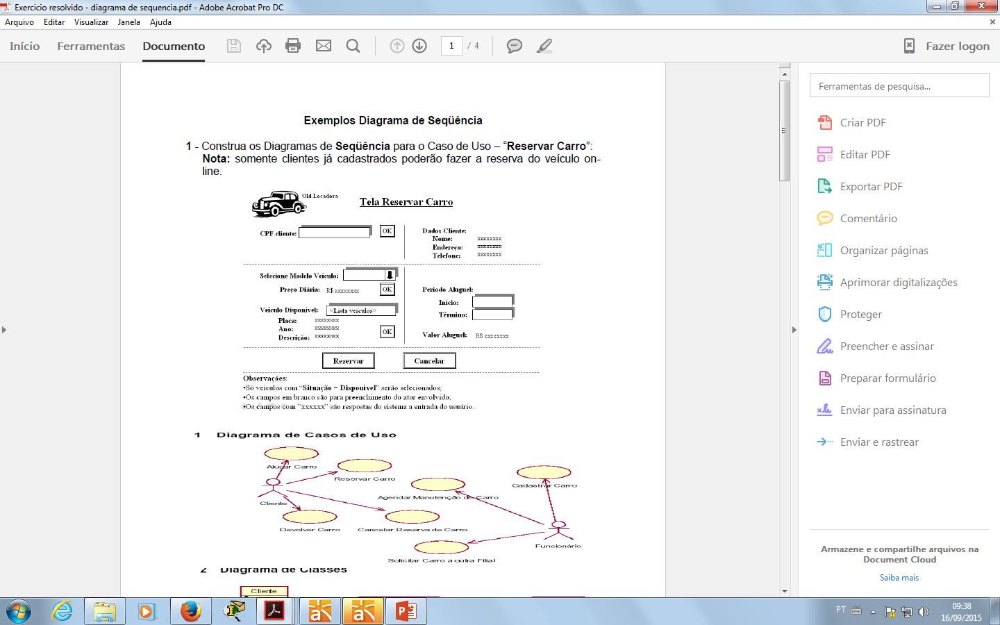 Exercicio resolvido - diagrama de sequencia.pdf - Adobe Acrobat Pro DC
Arquivo Editar Visualizar Janela Ajuda
Início Ferramentas Documento 1 / 4 Fazer logon
Exemplos Diagrama de Seqüência
1 - Construa os Diagramas de Seqüência para o Caso de Uso – “Reservar Carro”:
Nota: somente clientes já cadastrados poderão fazer a reserva do veículo on-
line.
Old Locadora
Tela Reservar Carro
CPF cliente: OK
Dados Cliente:
Nome: xxxxxxxx
Endereço: xxxxxxxx
Telefone: xxxxxxxx
Selecione Modelo Veículo:
Preço Diária: R$ xxxxxxxx OK
Veículo Disponível: <Lista veículos>
Placa: xxxxxxxx
Ano: xxxxxxxx
Descrição: xxxxxxxx OK
Período Aluguel:
Início:
Término:
Valor Aluguel: R$ xxxxxxxx
Reservar Cancelar
Observações:
•Só veículos com “Situação = Disponível” serão selecionados;
•Os campos em branco são para preenchimento do ator envolvido;
•Os campos com “xxxxxx” são respostas do sistema a entrada do usuário.
1 Diagrama de Casos de Uso
Alugar Carro
Reservar Carro
Cadastrar Carro
Agendar Manutenção de Carro
Cliente
Devolver Carro
Cancelar Reserva de Carro
Funcionário
Solicitar Carro a outra Filial
2 Diagrama de Classes
Cliente
Ferramentas de pesquisa...
Criar PDF
Editar PDF
Exportar PDF
Comentário
Organizar páginas
Aprimorar digitalizações
Proteger
Preencher e assinar
Preparar formulário
Enviar para assinatura
Enviar e rastrear
Armazene e compartilhe arquivos na
Document Cloud
Saiba mais
PT
09:38
16/09/2015